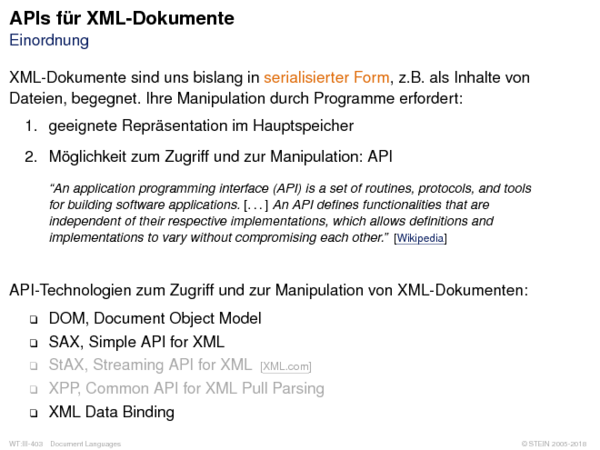 APIs für XML-Dokumente
Einordnung
XML-Dokumente sind uns bislang in serialisierter Form, z.B. als Inhalte von
Dateien, begegnet. Ihre Manipulation durch Programme erfordert:
1. geeignete Repräsentation im Hauptspeicher
2. Möglichkeit zum Zugriff und zur Manipulation: API
“An application programming interface (API) is a set of routines, protocols, and tools
for building software applications. [...] An API defines functionalities that are
independent of their respective implementations, which allows definitions and
implementations to vary without compromising each other.” [Wikipedia]
API-Technologien zum Zugriff und zur Manipulation von XML-Dokumenten:
❑ DOM, Document Object Model
❑ SAX, Simple API for XML
❑ StAX, Streaming API for XML [XML.com]
❑ XPP, Common API for XML Pull Parsing
❑ XML Data Binding
WT:III-403 Document Languages © STEIN 2005-2018